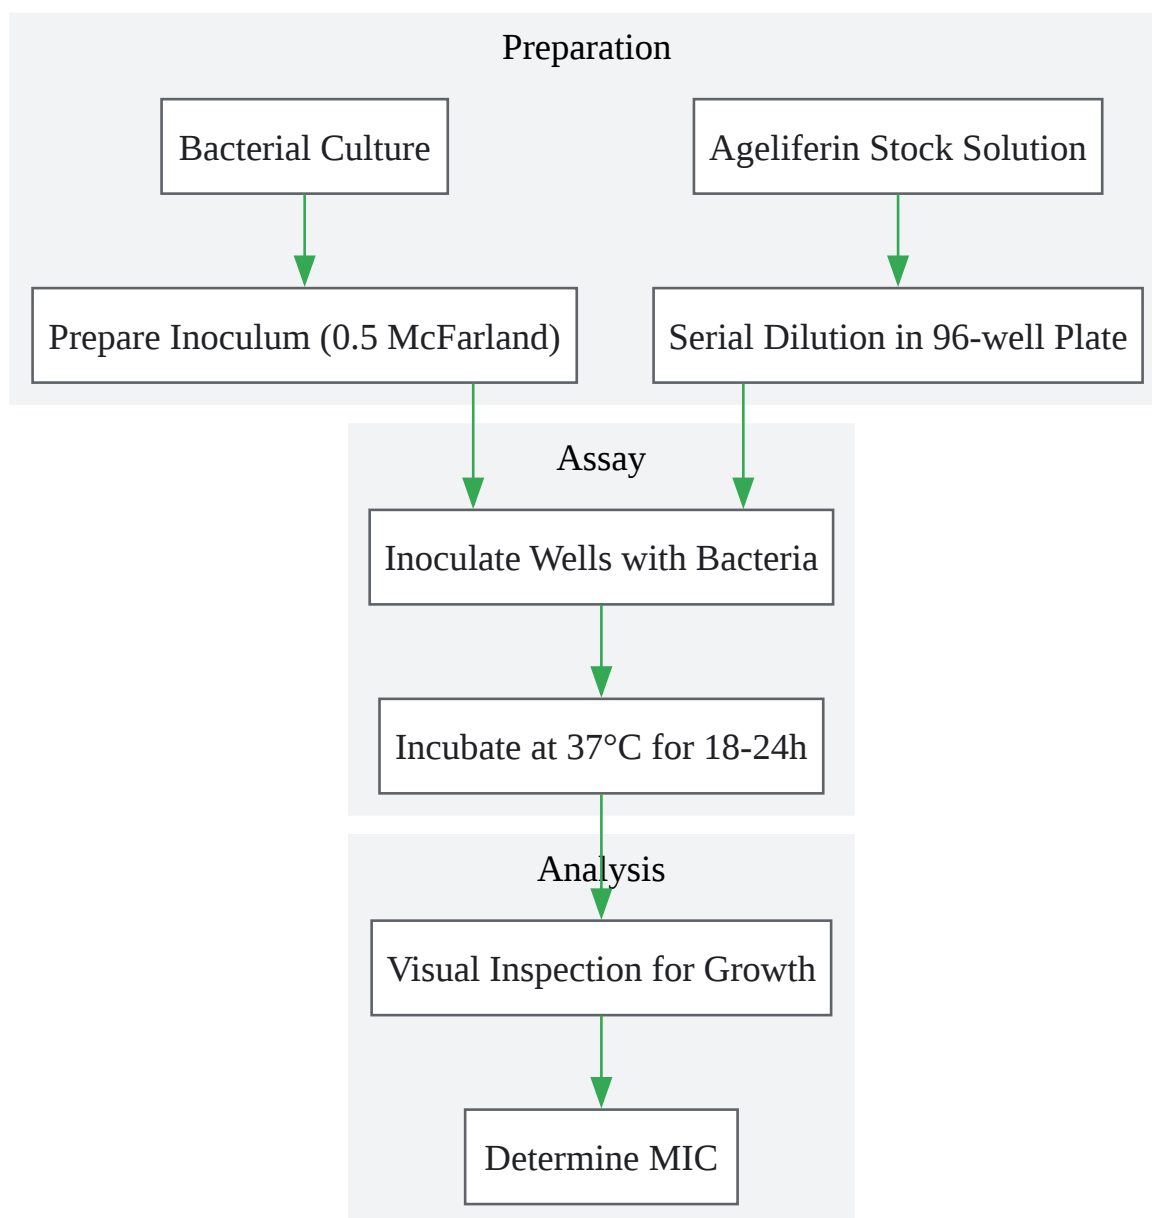 Preparation
Bacterial Culture
Ageliferin Stock Solution
Prepare Inoculum (0.5 McFarland)
Serial Dilution in 96-well Plate
Assay
Inoculate Wells with Bacteria
Incubate at 37°C for 18-24h
Analysis
Visual Inspection for Growth
Determine MIC